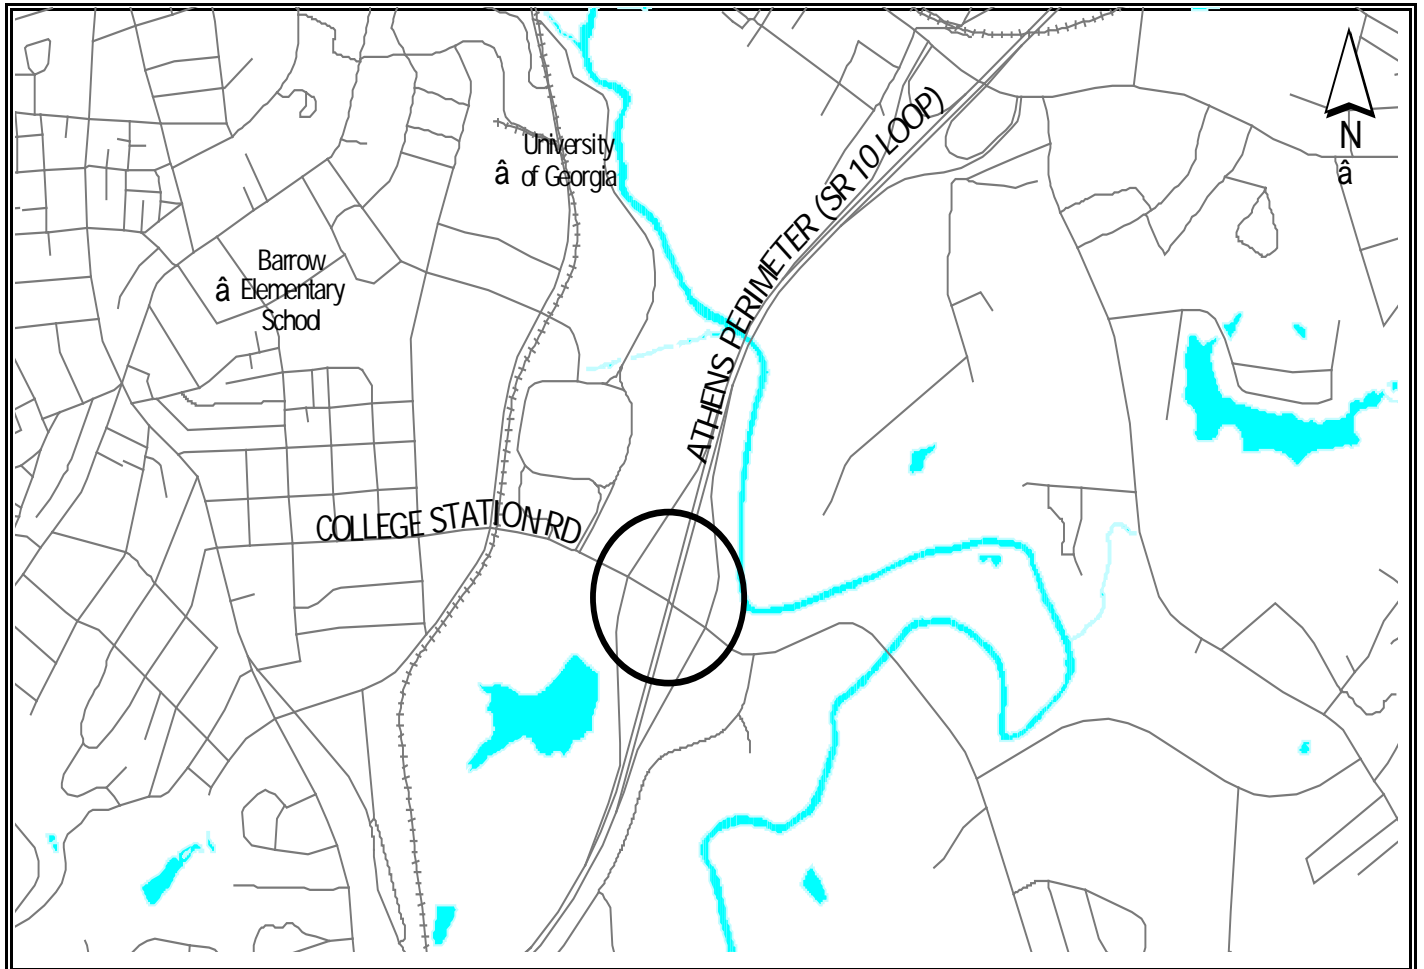 University
â of Georgia
ATHENS PERIMETER (SR 10 LOOP)
N
â
Barrow
â Elementary
School
COLLEGE STATION RD